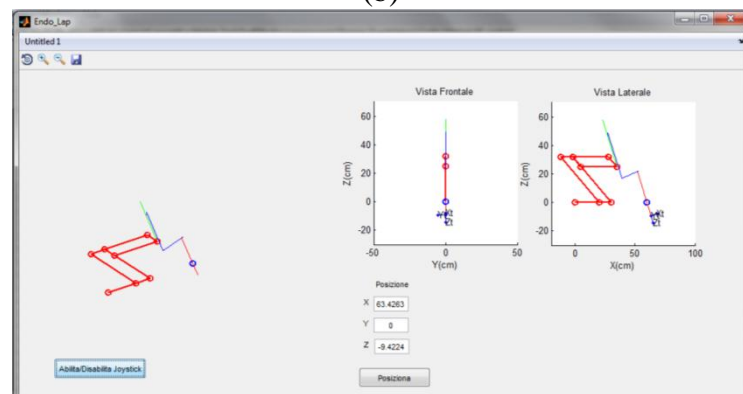 Endo_Lap
Untitled 1
Vista Frontale
Vista Laterale
60
40
20
0
-20
Z(cm)
-50
0
50
Y(cm)
60
40
20
0
-20
Z(cm)
0
50
100
X(cm)
Posizione
X 63.4263
Y 0
Z -9.4224
Abilita/Disabilita Joystick
Posiziona